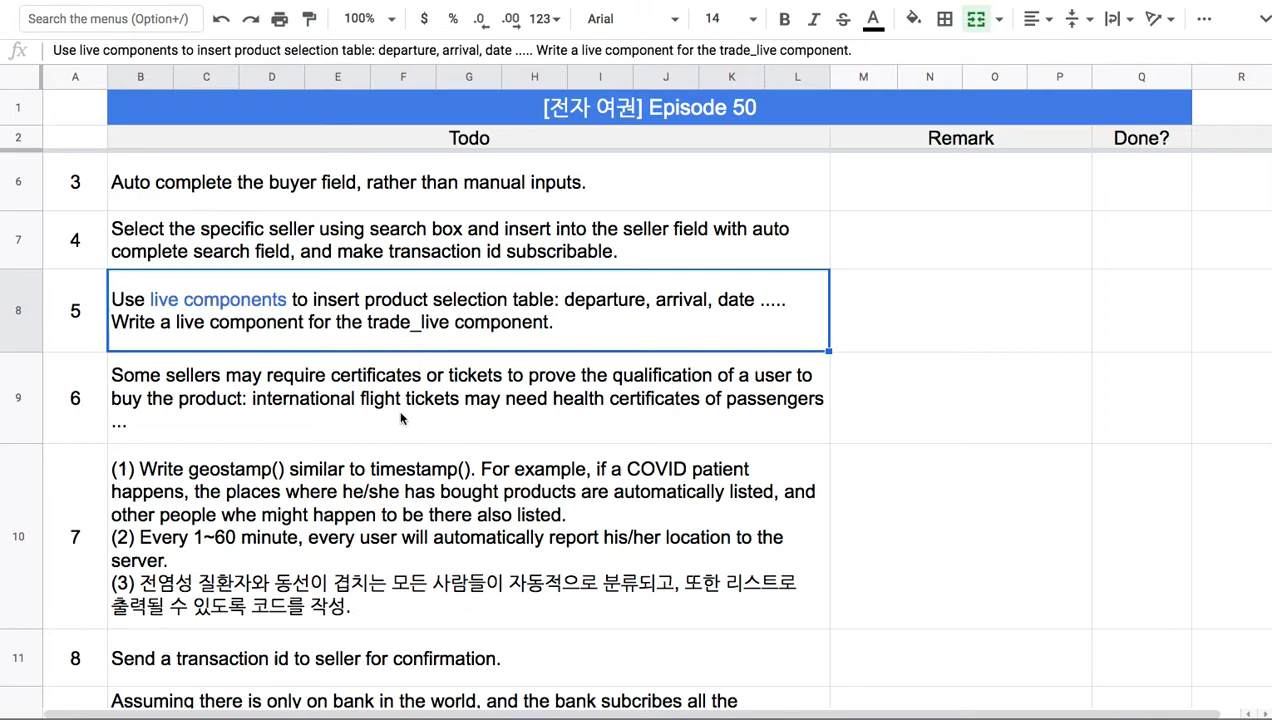 Search the menus (Option+/)
100%
$ % .0 .00 123
Arial
14
B I S A
fx
Use live components to insert product selection table: departure, arrival, date ..... Write a live component for the trade_live component.
A B C D E F G H I J K L M N O P Q R
1 [전자 여권] Episode 50
2 Todo Remark Done?
6 3 Auto complete the buyer field, rather than manual inputs.
7 4 Select the specific seller using search box and insert into the seller field with auto
complete search field, and make transaction id subscribable.
8 5 Use live components to insert product selection table: departure, arrival, date .....
Write a live component for the trade_live component.
9 6 Some sellers may require certificates or tickets to prove the qualification of a user to
buy the product: international flight tickets may need health certificates of passengers
...
10 7 (1) Write geostamp() similar to timestamp(). For example, if a COVID patient
happens, the places where he/she has bought products are automatically listed, and
other people whe might happen to be there also listed.
(2) Every 1~60 minute, every user will automatically report his/her location to the
server.
(3) 전염성 질환자와 동선이 겹치는 모든 사람들이 자동적으로 분류되고, 또한 리스트로
출력될 수 있도록 코드를 작성.
11 8 Send a transaction id to seller for confirmation.
Assuming there is only on bank in the world, and the bank subcribes all the